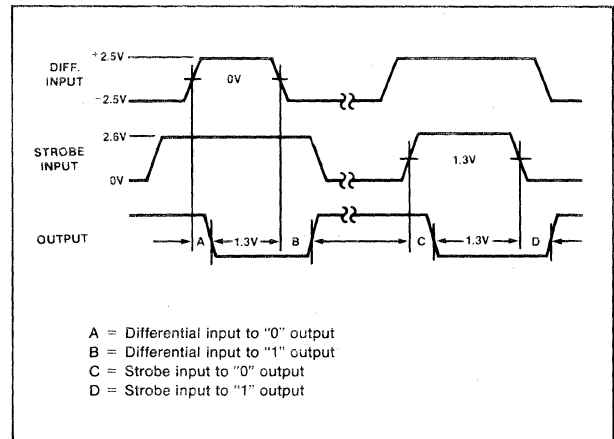 +2.5V
DIFF. INPUT
0V
−2.5V
2.6V
STROBE INPUT
1.3V
0V
OUTPUT
A
1.3V
B
C
1.3V
D
A = Differential input to "0" output
B = Differential input to "1" output
C = Strobe input to "0" output
D = Strobe input to "1" output